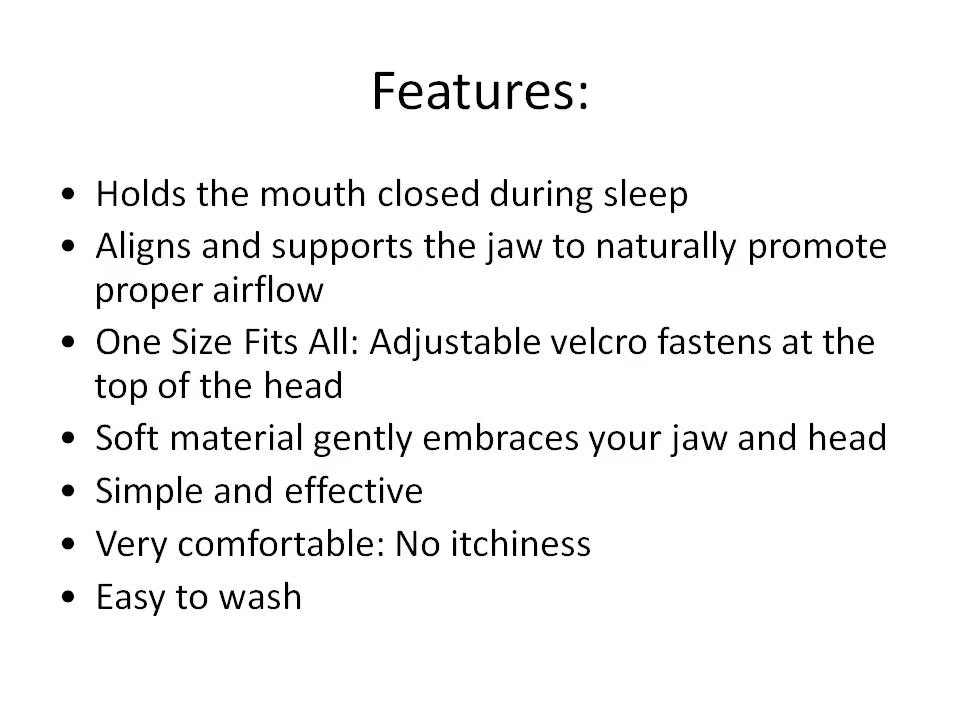 Features:
• Holds the mouth closed during sleep
• Aligns and supports the jaw to naturally promote
proper airflow
• One Size Fits All: Adjustable velcro fastens at the
top of the head
• Soft material gently embraces your jaw and head
• Simple and effective
• Very comfortable: No itchiness
• Easy to wash